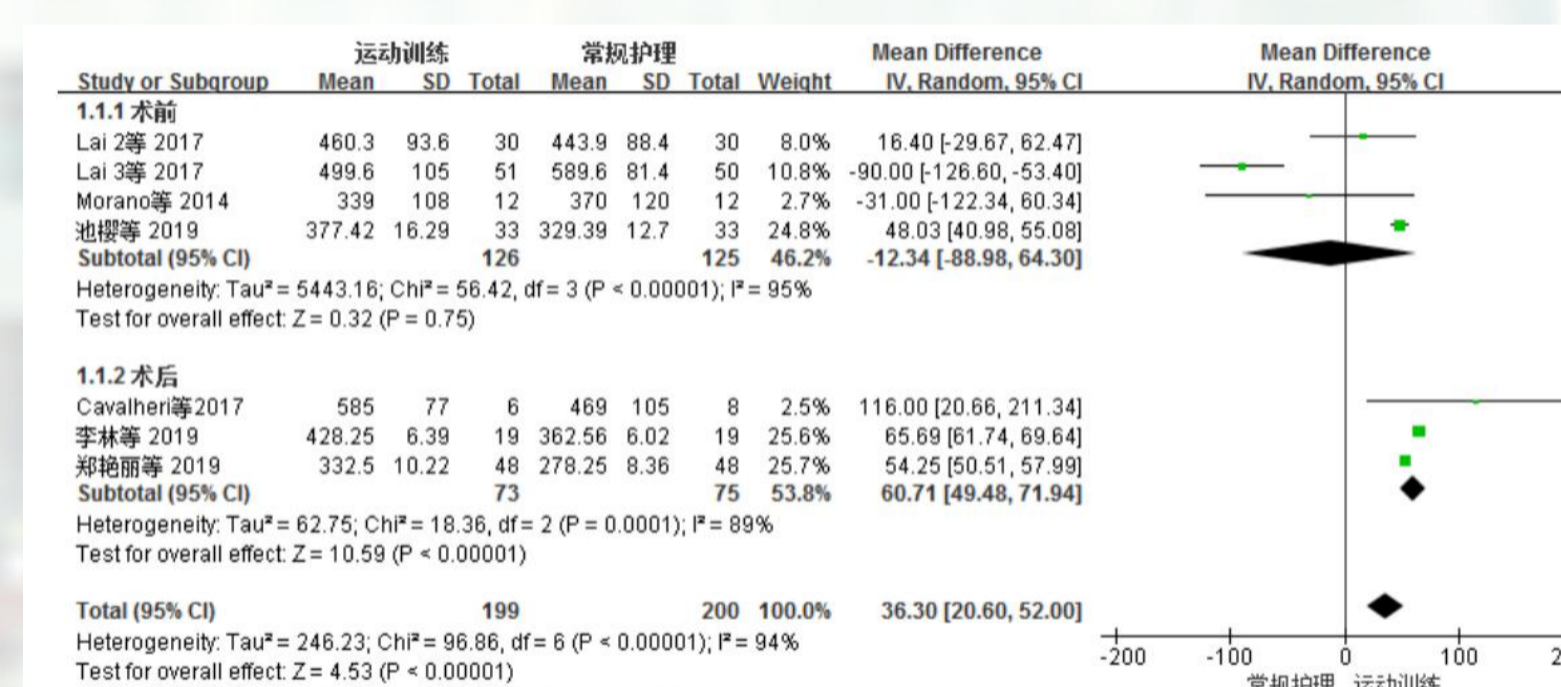 运动训练 常规护理 Mean Difference Mean Difference
Study or Subgroup Mean SD Total Mean SD Total Weight IV, Random, 95% CI IV, Random, 95% CI
1.1.1 术前
Lai 2等 2017 460.3 93.6 30 443.9 88.4 30 8.0% 16.40 [-29.67, 62.47]
Lai 3等 2017 499.6 105 51 589.6 81.4 50 10.8% -90.00 [-126.60, -53.40]
Morano等 2014 339 108 12 370 120 12 2.7% -31.00 [-122.34, 60.34]
池樱等 2019 377.42 16.29 33 329.39 12.7 33 24.8% 48.03 [40.98, 55.08]
Subtotal (95% CI) 126 125 46.2% -12.34 [-88.98, 64.30]
Heterogeneity: Tau² = 5443.16; Chi² = 56.42, df = 3 (P < 0.00001); I² = 95%
Test for overall effect: Z = 0.32 (P = 0.75)
1.1.2 术后
Cavalheri等2017 585 77 6 469 105 8 2.5% 116.00 [20.66, 211.34]
李林等 2019 428.25 6.39 19 362.56 6.02 19 25.6% 65.69 [61.74, 69.64]
郑艳丽等 2019 332.5 10.22 48 278.25 8.36 48 25.7% 54.25 [50.51, 57.99]
Subtotal (95% CI) 73 75 53.8% 60.71 [49.48, 71.94]
Heterogeneity: Tau² = 62.75; Chi² = 18.36, df = 2 (P = 0.0001); I² = 89%
Test for overall effect: Z = 10.59 (P < 0.00001)
Total (95% CI) 199 200 100.0% 36.30 [20.60, 52.00]
Heterogeneity: Tau² = 246.23; Chi² = 96.86, df = 6 (P < 0.00001); I² = 94%
Test for overall effect: Z = 4.53 (P < 0.00001)
-200 -100 0 100 2
常规护理 运动训练